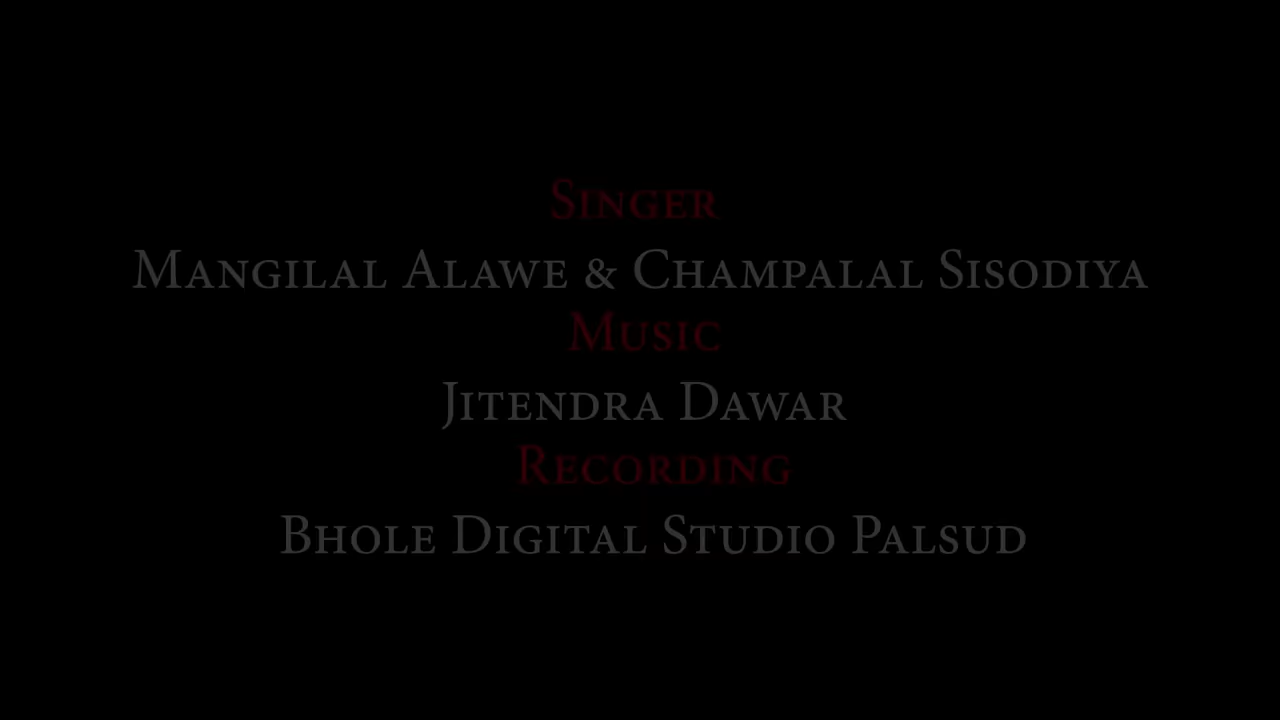 Singer
Mangilal Alawe & Champalal Sisodiya
Music
Jitendra Dawar
Recording
Bhole Digital Studio Palsud